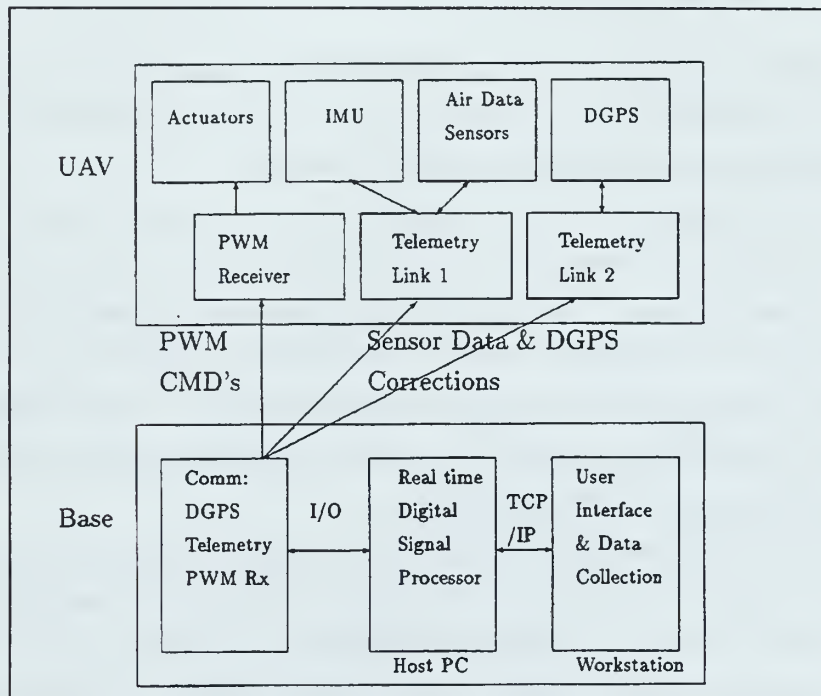 Actuators
IMU
Air Data
Sensors
DGPS
UAV
PWM
Receiver
Telemetry
Link 1
Telemetry
Link 2
PWM
CMD's
Sensor Data & DGPS
Corrections
Base
Comm:
DGPS
Telemetry
PWM Rx
I/O
Real time
Digital
Signal
Processor
TCP
/IP
User
Interface
& Data
Collection
Host PC
Workstation